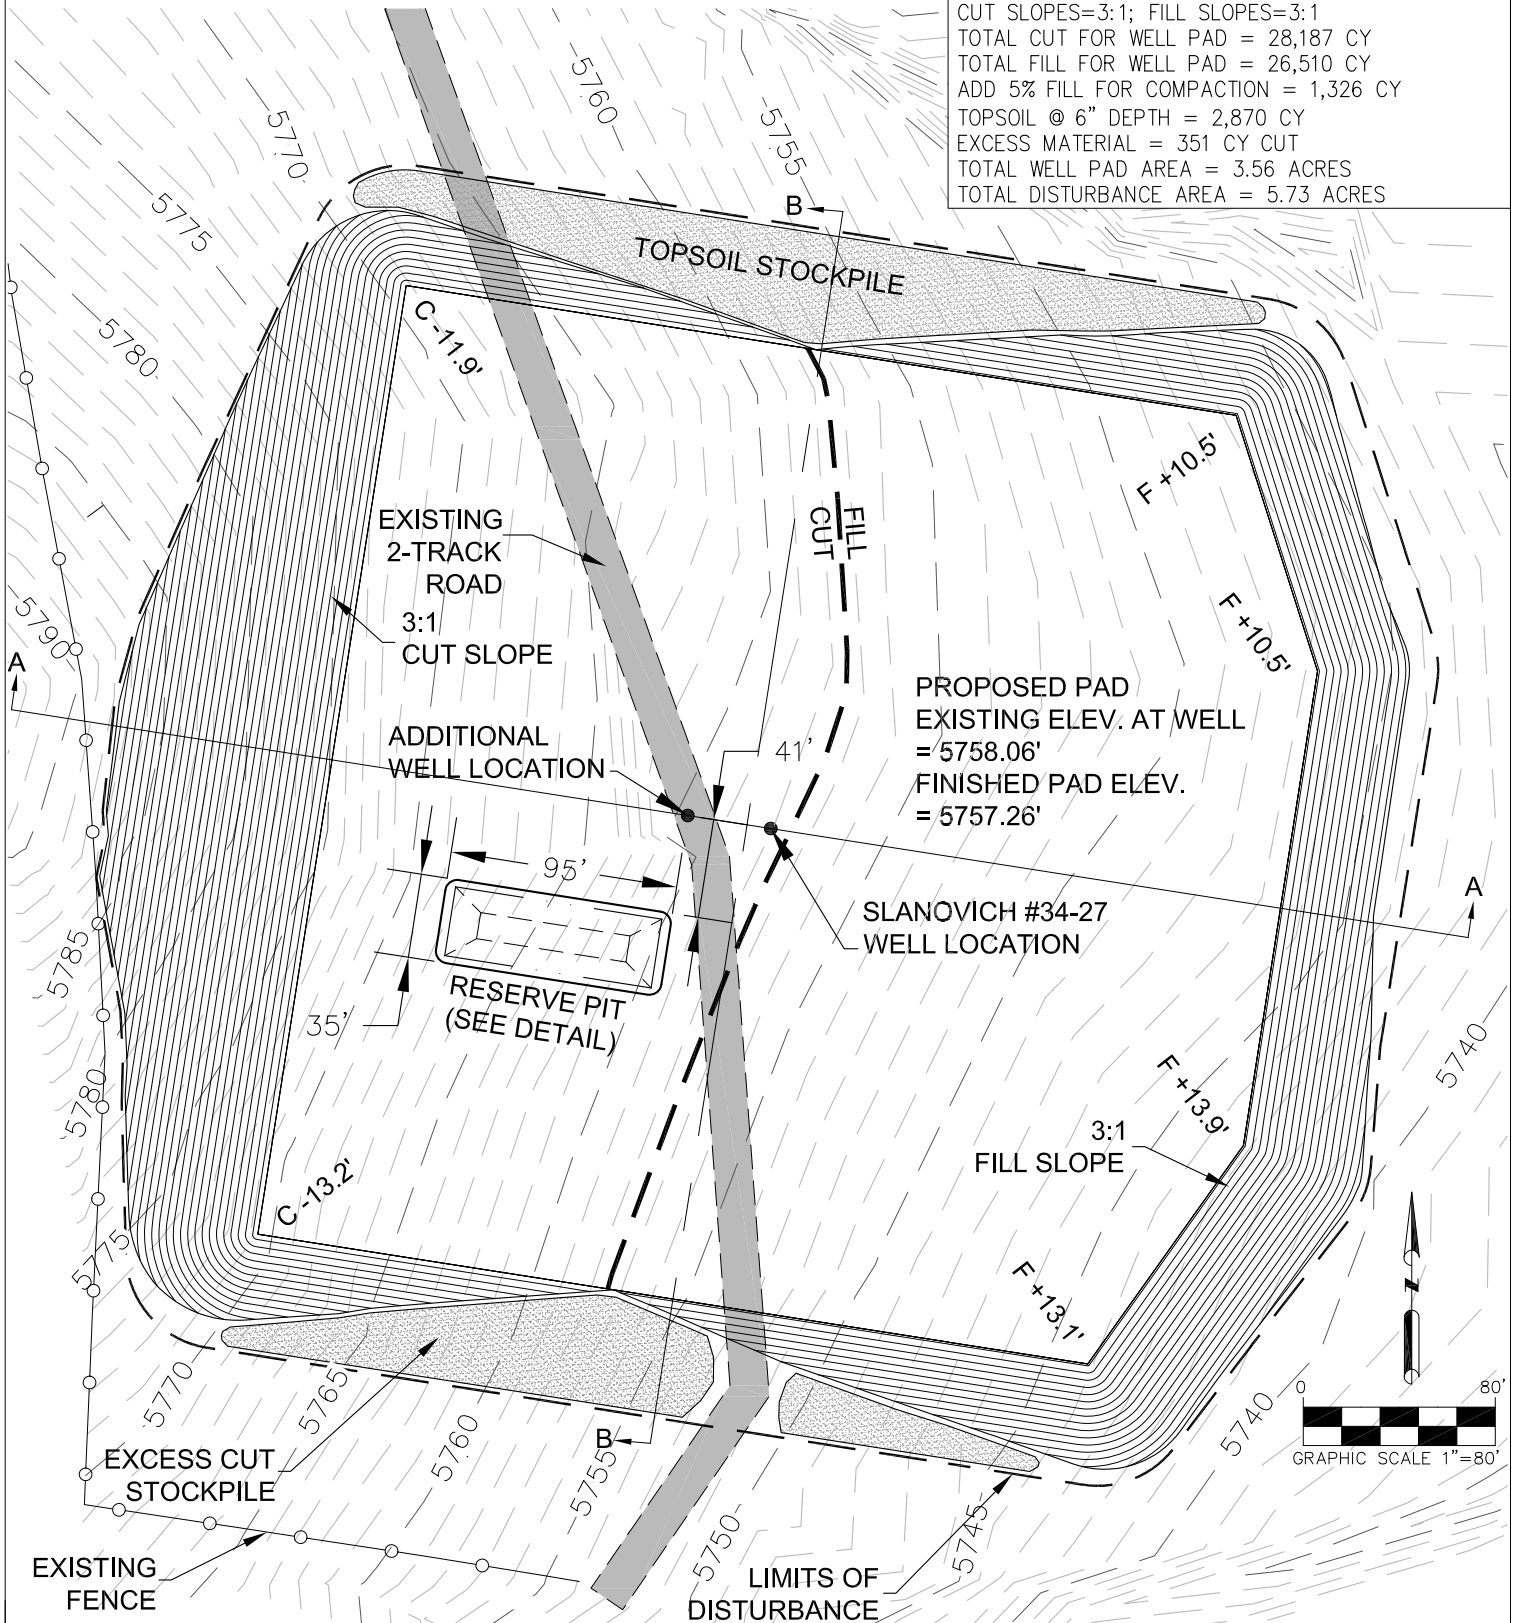 CUT SLOPES=3:1; FILL SLOPES=3:1
TOTAL CUT FOR WELL PAD = 28,187 CY
TOTAL FILL FOR WELL PAD = 26,510 CY
ADD 5% FILL FOR COMPACTION = 1,326 CY
TOPSOIL @ 6" DEPTH = 2,870 CY
EXCESS MATERIAL = 351 CY CUT
TOTAL WELL PAD AREA = 3.56 ACRES
TOTAL DISTURBANCE AREA = 5.73 ACRES
5760
5755
5770
5775
5780
5790
B
TOPSOIL STOCKPILE
C -11.9'
F +10.5'
EXISTING
2-TRACK
ROAD
FILL
CUT
3:1
CUT SLOPE
F +10.5'
A
PROPOSED PAD
EXISTING ELEV. AT WELL
= 5758.06'
FINISHED PAD ELEV.
= 5757.26'
ADDITIONAL
WELL LOCATION
41'
95'
A
SLANOVICH #34-27
WELL LOCATION
5785
RESERVE PIT
(SEE DETAIL)
35'
5740
5780
F +13.9'
3:1
FILL SLOPE
C -13.2'
5775
F +13.1'
5770
5765
5760
5755
5750
5745
5740
0
80'
GRAPHIC SCALE 1"=80'
B
EXCESS CUT
STOCKPILE
EXISTING
FENCE
LIMITS OF
DISTURBANCE